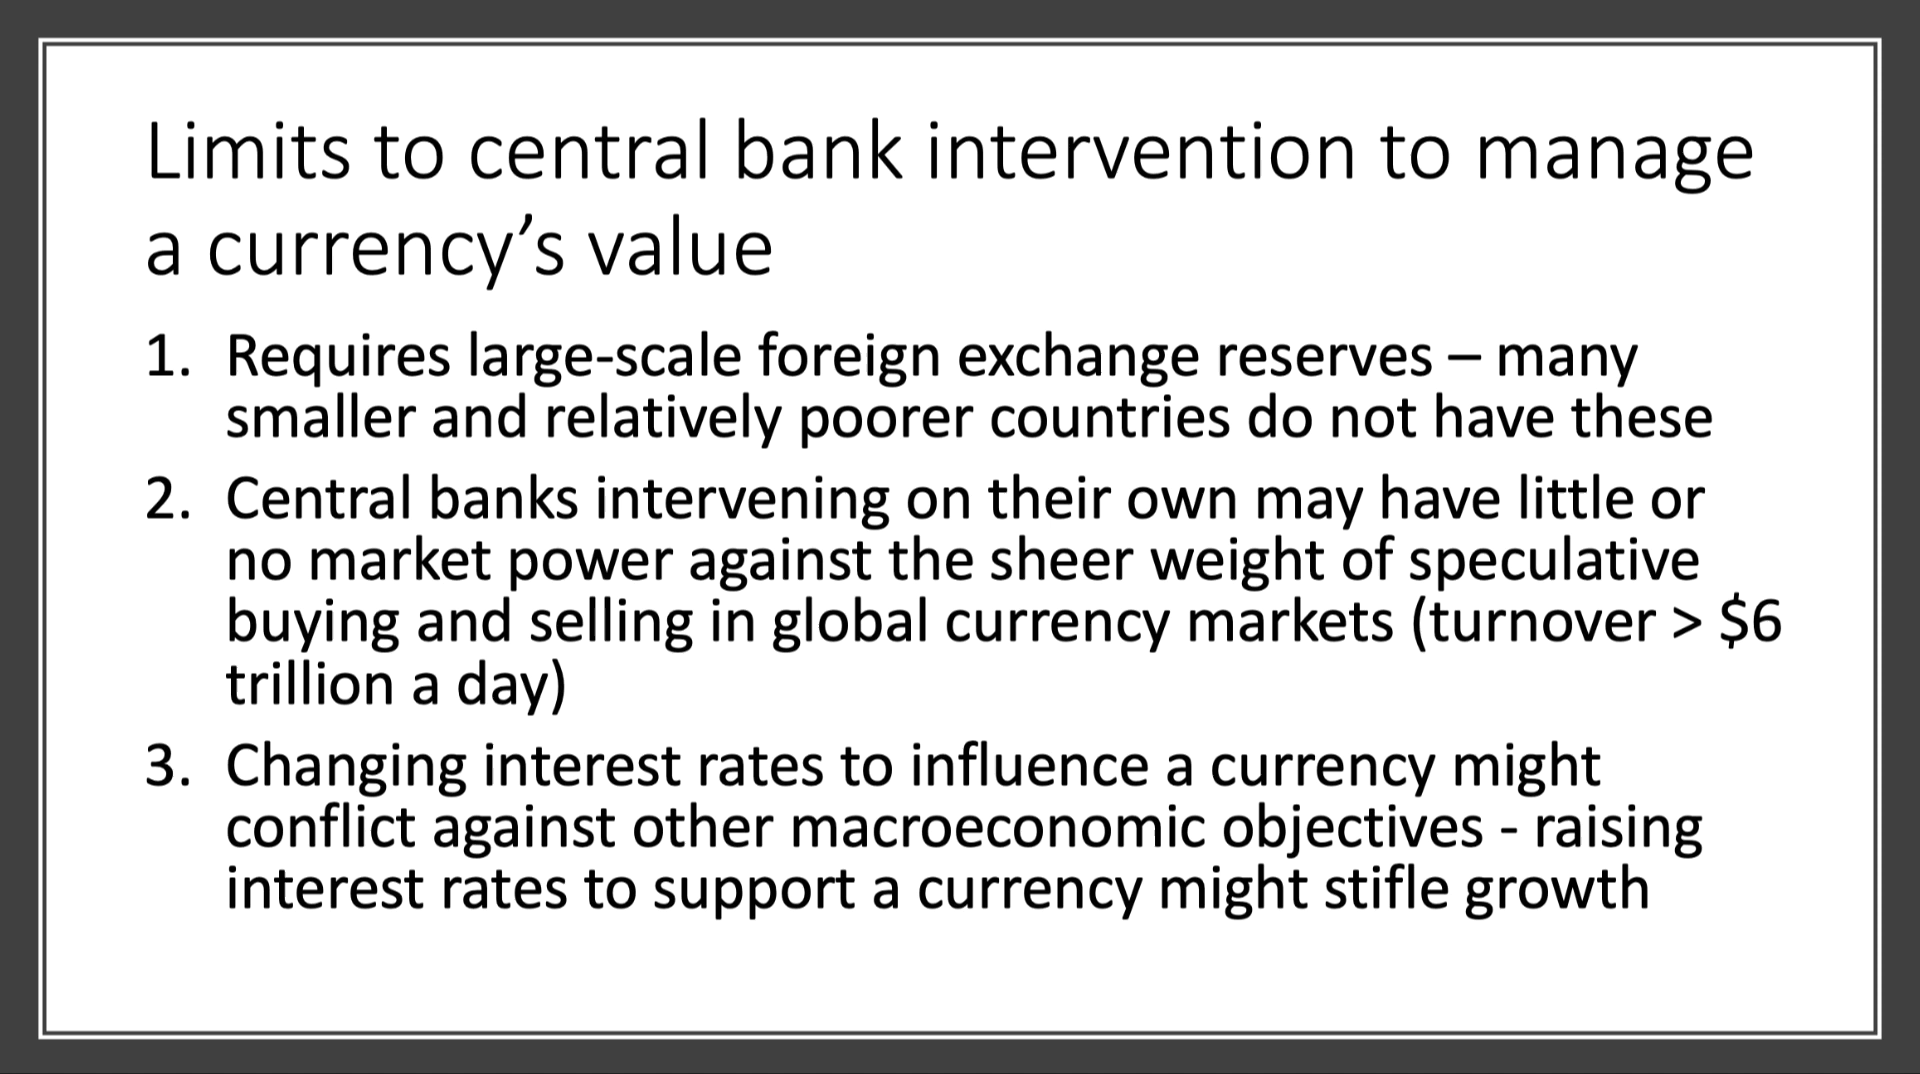 Limits to central bank intervention to manage
a currency’s value
1. Requires large-scale foreign exchange reserves – many
smaller and relatively poorer countries do not have these
2. Central banks intervening on their own may have little or
no market power against the sheer weight of speculative
buying and selling in global currency markets (turnover > $6
trillion a day)
3. Changing interest rates to influence a currency might
conflict against other macroeconomic objectives - raising
interest rates to support a currency might stifle growth